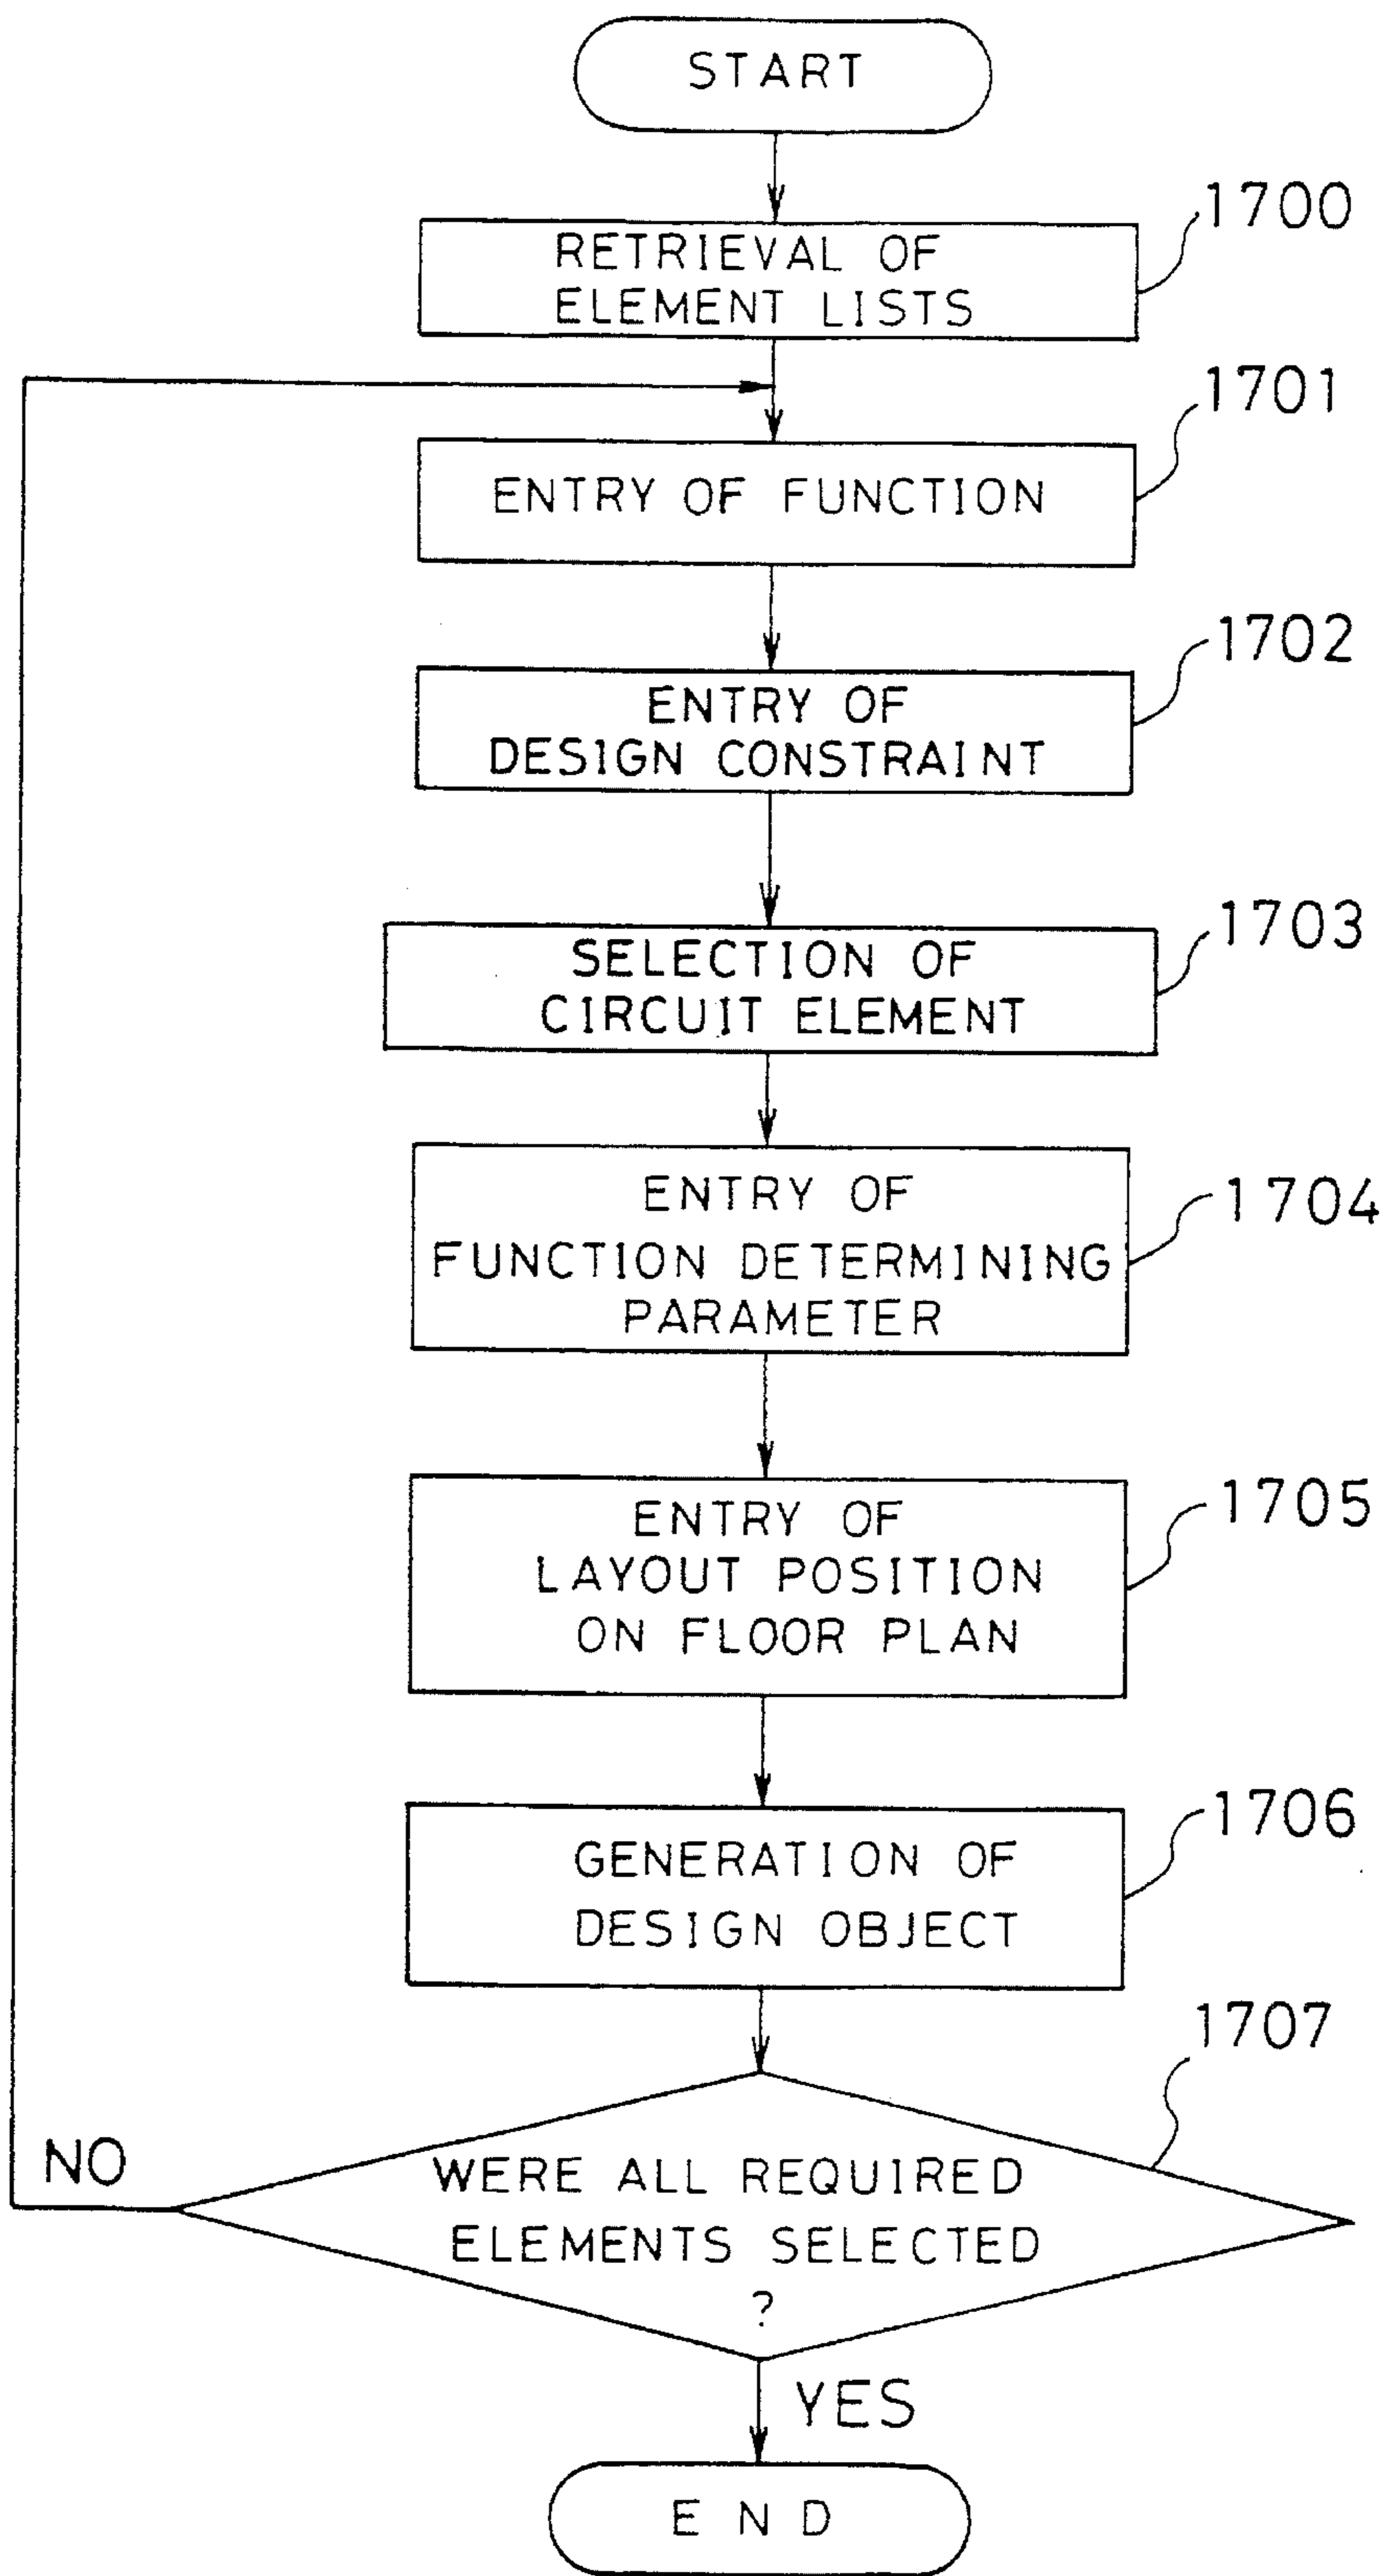 START
1700
RETRIEVAL OF
ELEMENT LISTS
1701
ENTRY OF FUNCTION
1702
ENTRY OF
DESIGN CONSTRAINT
1703
SELECTION OF
CIRCUIT ELEMENT
1704
ENTRY OF
FUNCTION DETERMINING
PARAMETER
1705
ENTRY OF
LAYOUT POSITION
ON FLOOR PLAN
1706
GENERATION OF
DESIGN OBJECT
1707
NO
WERE ALL REQUIRED
ELEMENTS SELECTED
?
YES
END